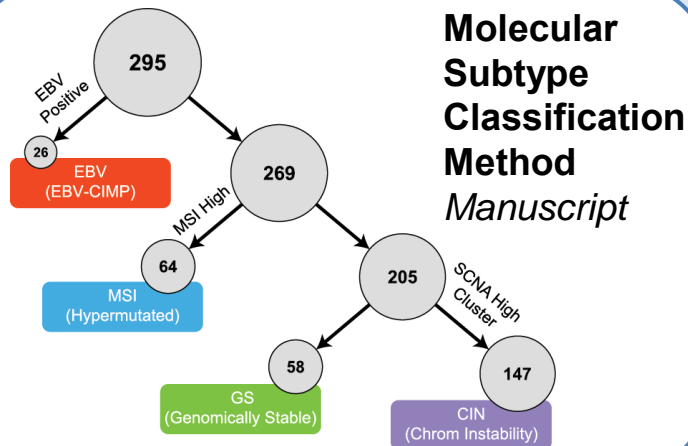 Molecular
Subtype
Classification
Method
Manuscript
295
EBV
Positive
26
EBV
(EBV-CIMP)
269
MSI High
64
MSI
(Hypermutated)
205
SCNA High
Cluster
58
GS
(Genomically Stable)
147
CIN
(Chrom Instability)